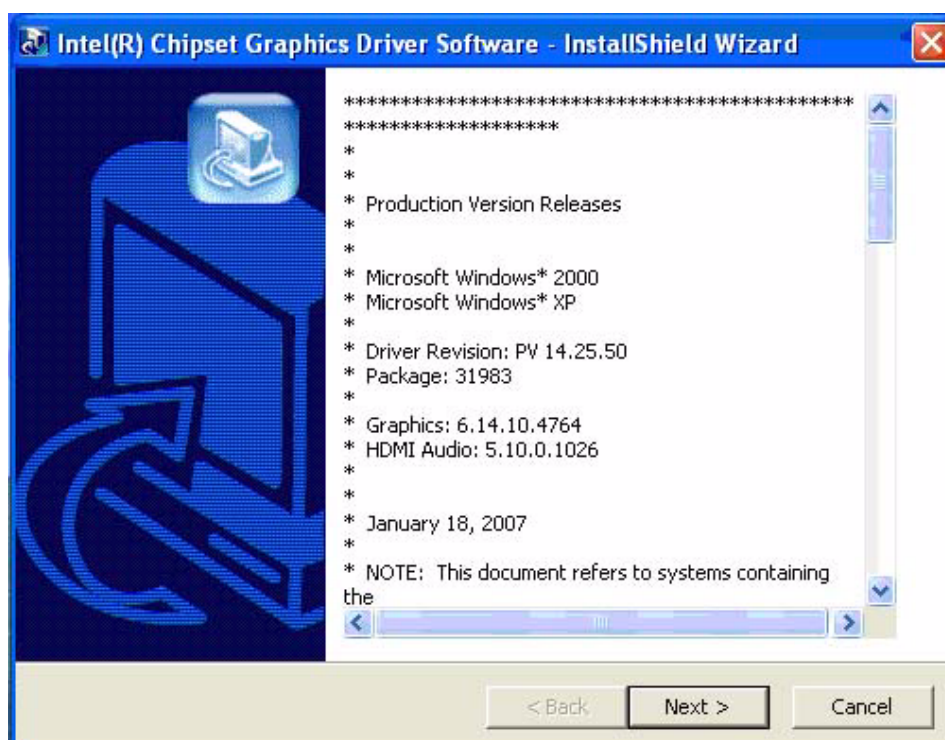 Intel(R) Chipset Graphics Driver Software - InstallShield Wizard
*********************************************
*******************
*
*
* Production Version Releases
*
*
* Microsoft Windows* 2000
* Microsoft Windows* XP
*
* Driver Revision: PV 14.25.50
* Package: 31983
*
* Graphics: 6.14.10.4764
* HDMI Audio: 5.10.0.1026
*
*
* January 18, 2007
*
* NOTE: This document refers to systems containing
the
< Back
Next >
Cancel